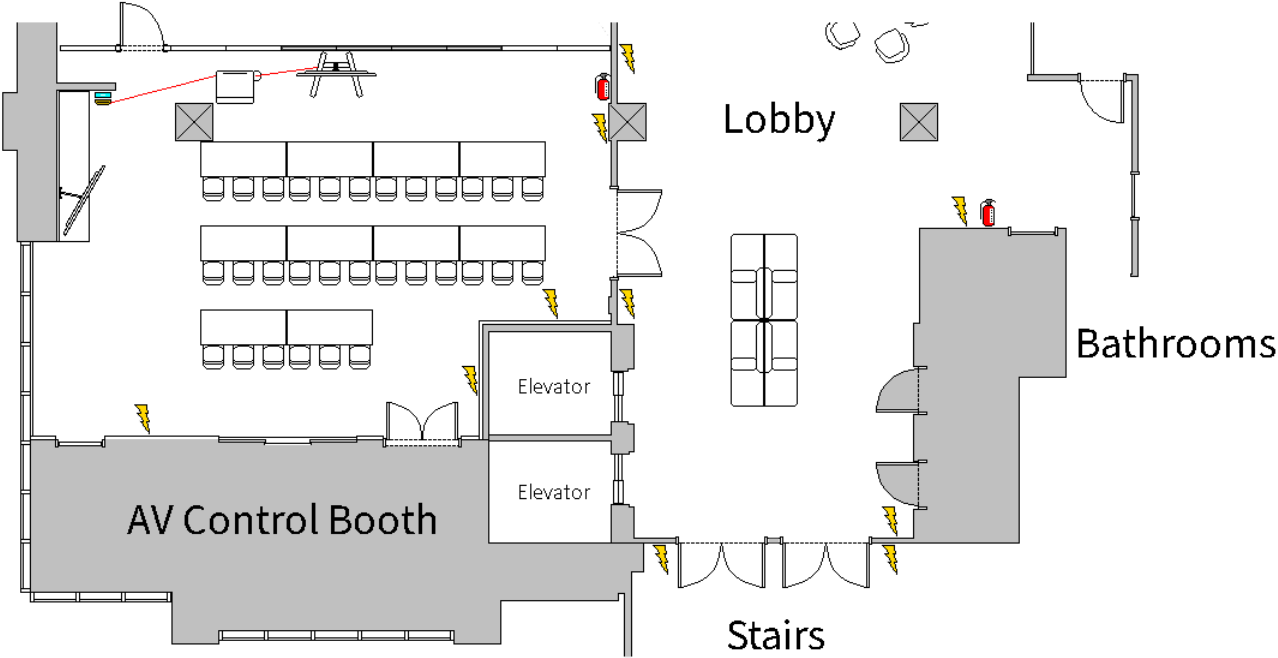 Lobby
Bathrooms
Elevator
Elevator
AV Control Booth
Stairs